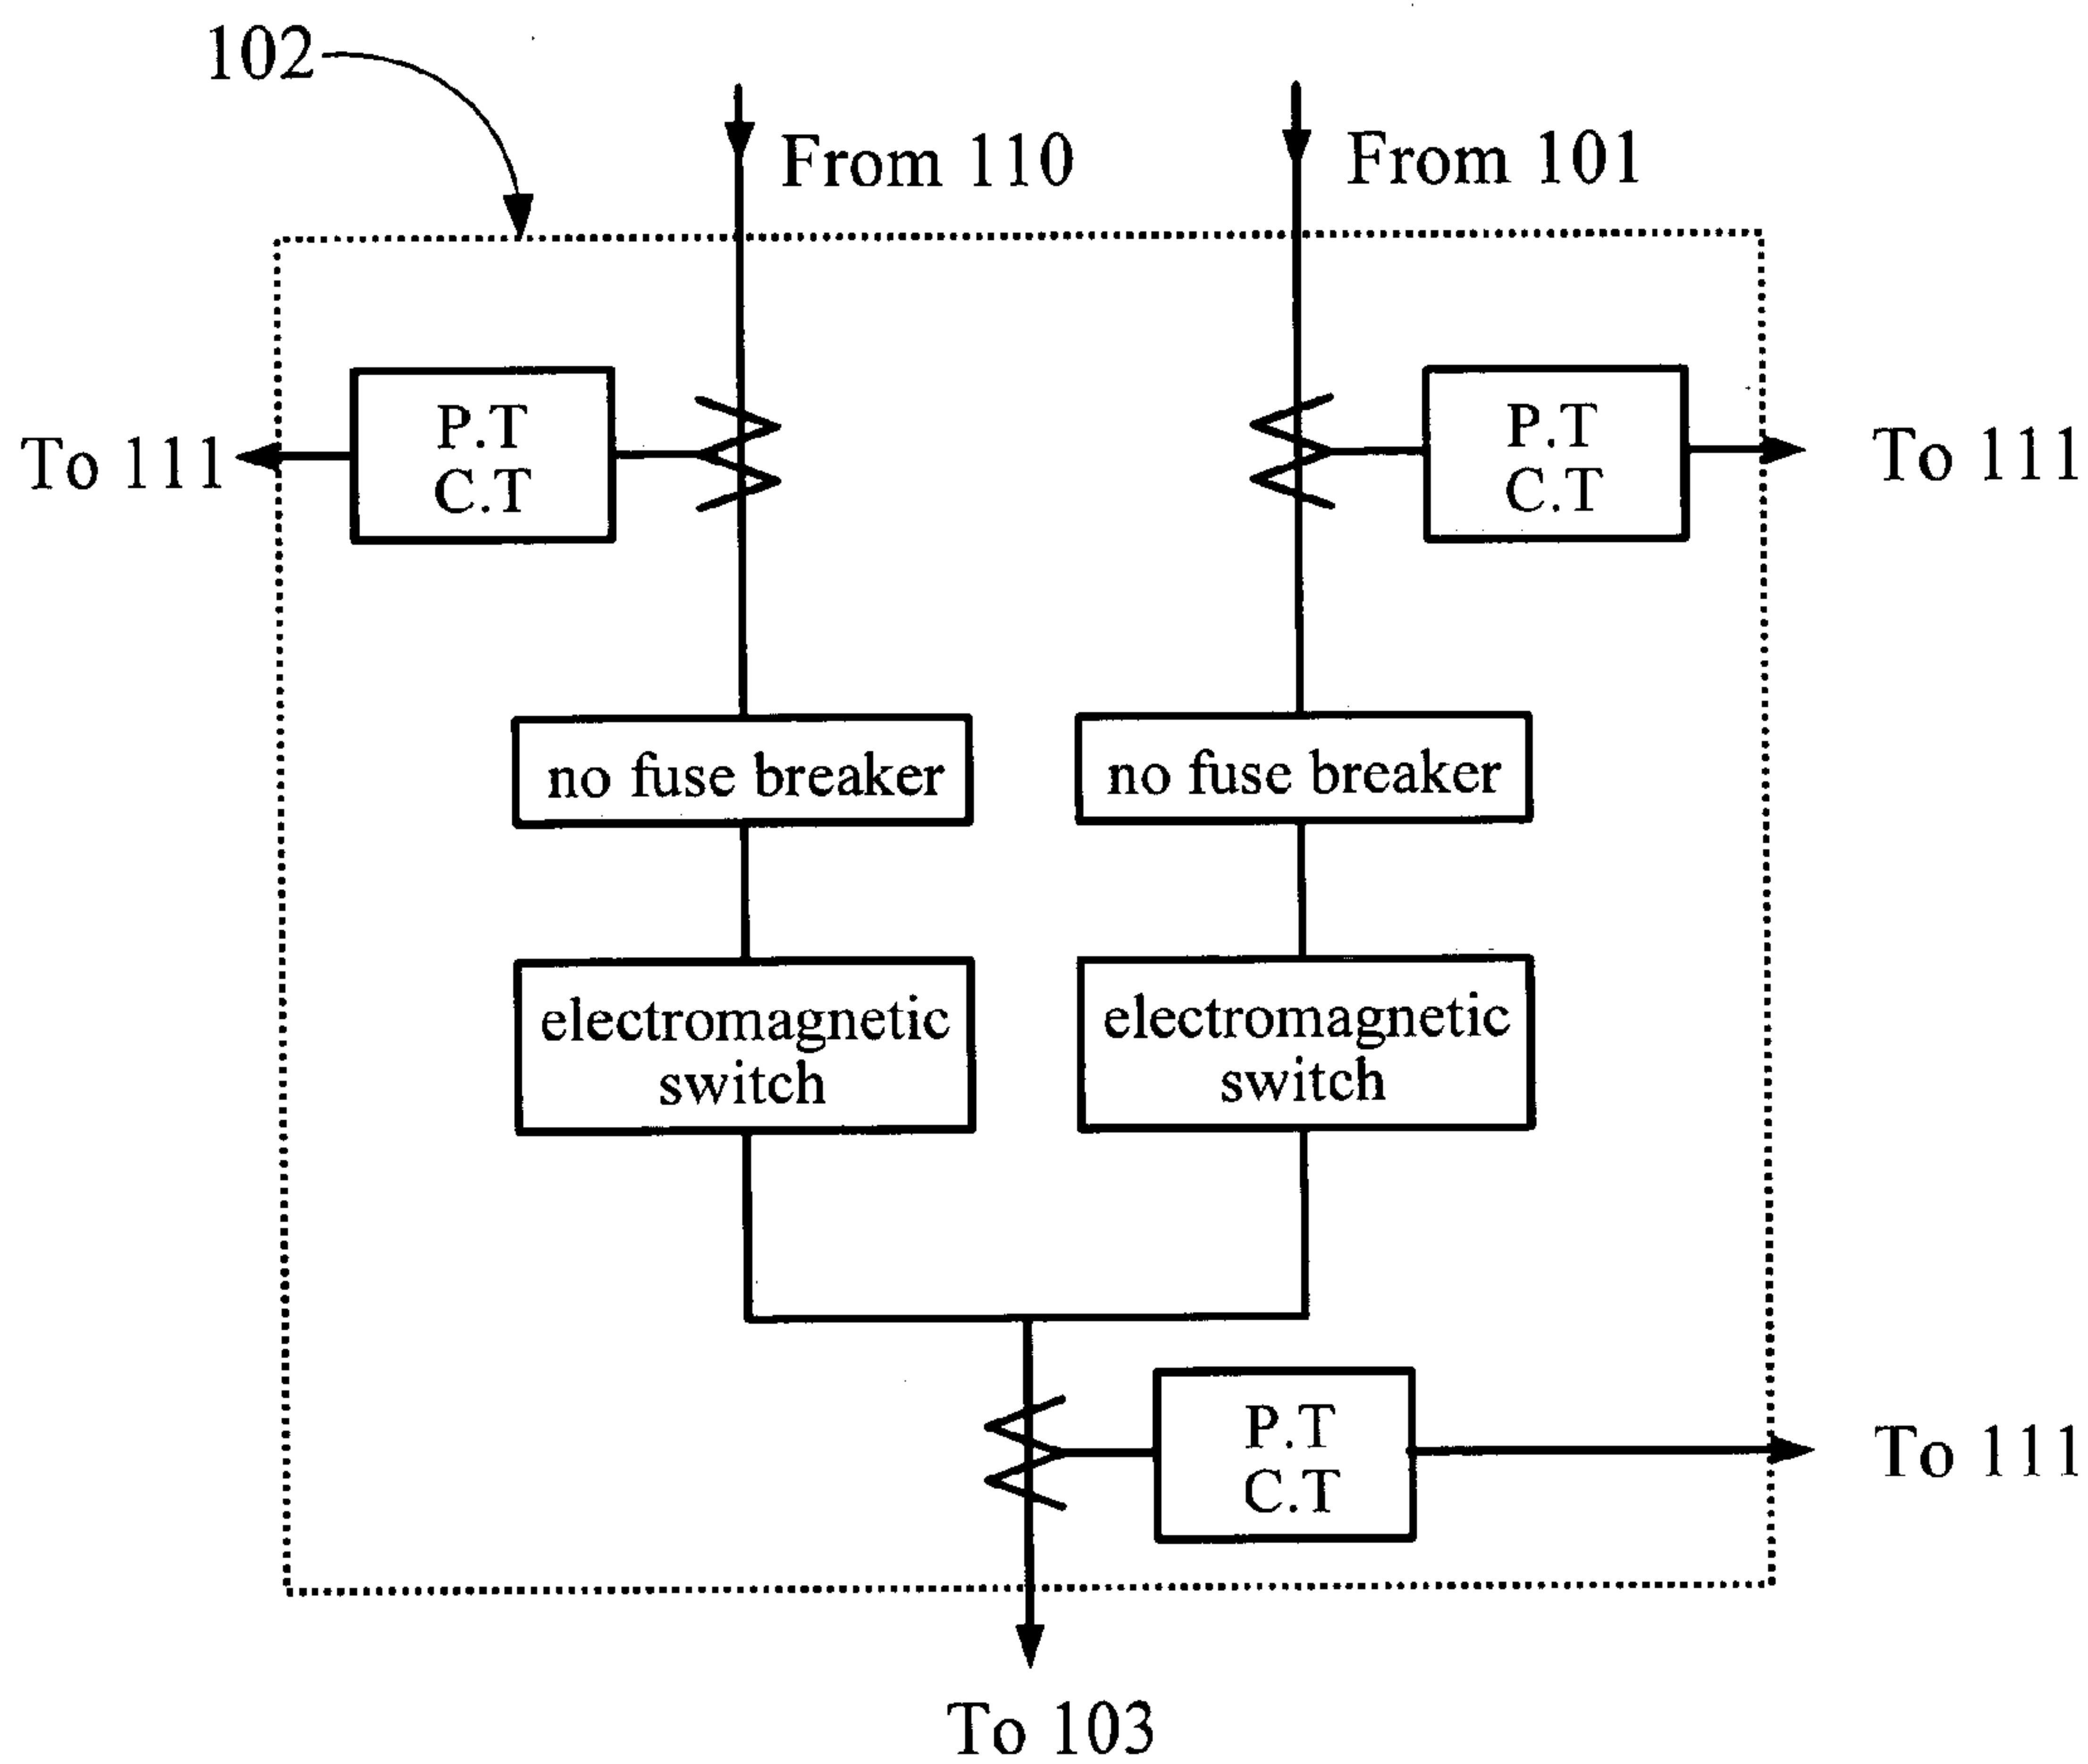 102
From 110
From 101
To 111
P.T
C.T
P.T
C.T
To 111
no fuse breaker
no fuse breaker
electromagnetic
switch
electromagnetic
switch
P.T
C.T
To 111
To 103